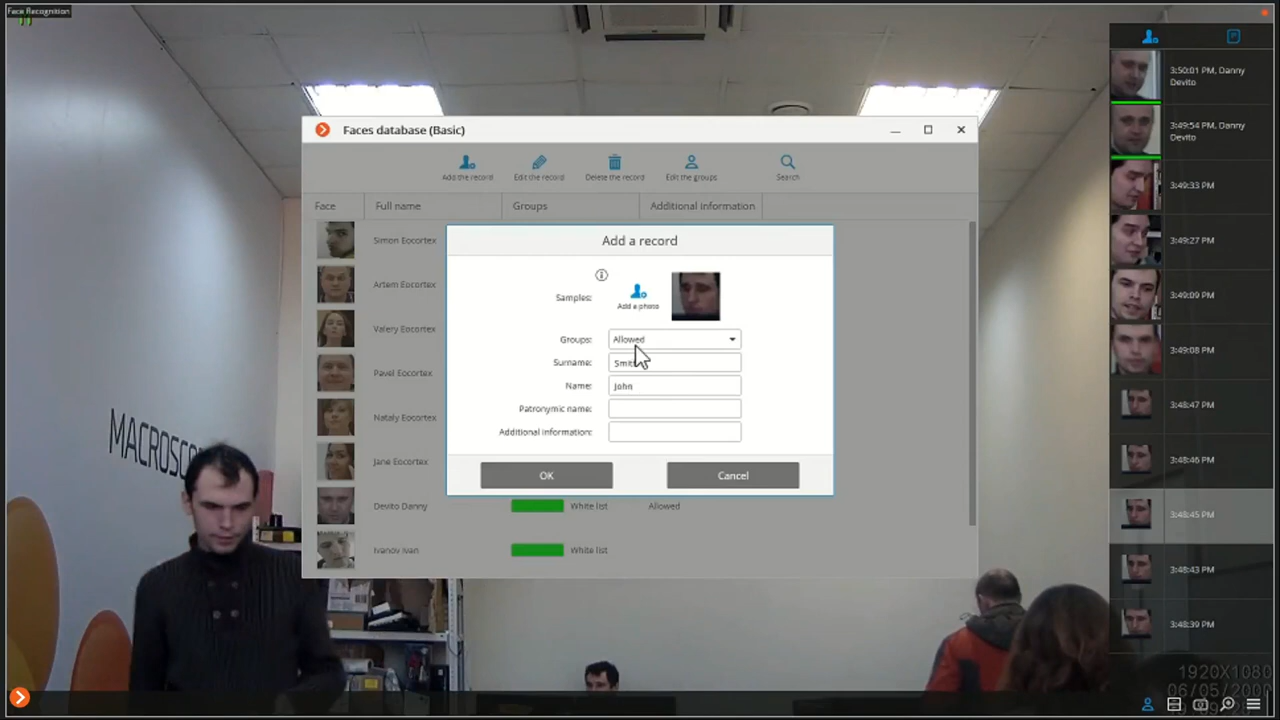 Face Recognition
Faces database (Basic)
Add the record
Edit the record
Delete the record
Edit the groups
Search
Face
Full name
Groups
Additional information
Simon Eocortex
Artem Eocortex
Valery Eocortex
Pavel Eocortex
Nataly Eocortex
Jane Eocortex
Devito Danny
White list
Allowed
Ivanov Ivan
White list
Add a record
Samples:
Add a photo
Groups:
Allowed
Surname:
Name:
John
Patronymic name:
Additional information:
OK
Cancel
3:50:01 PM, Danny
Devito
3:49:54 PM, Danny
Devito
3:49:33 PM
3:49:27 PM
3:49:09 PM
3:49:08 PM
3:48:47 PM
3:48:46 PM
3:48:45 PM
3:48:43 PM
3:48:39 PM
1920X1080